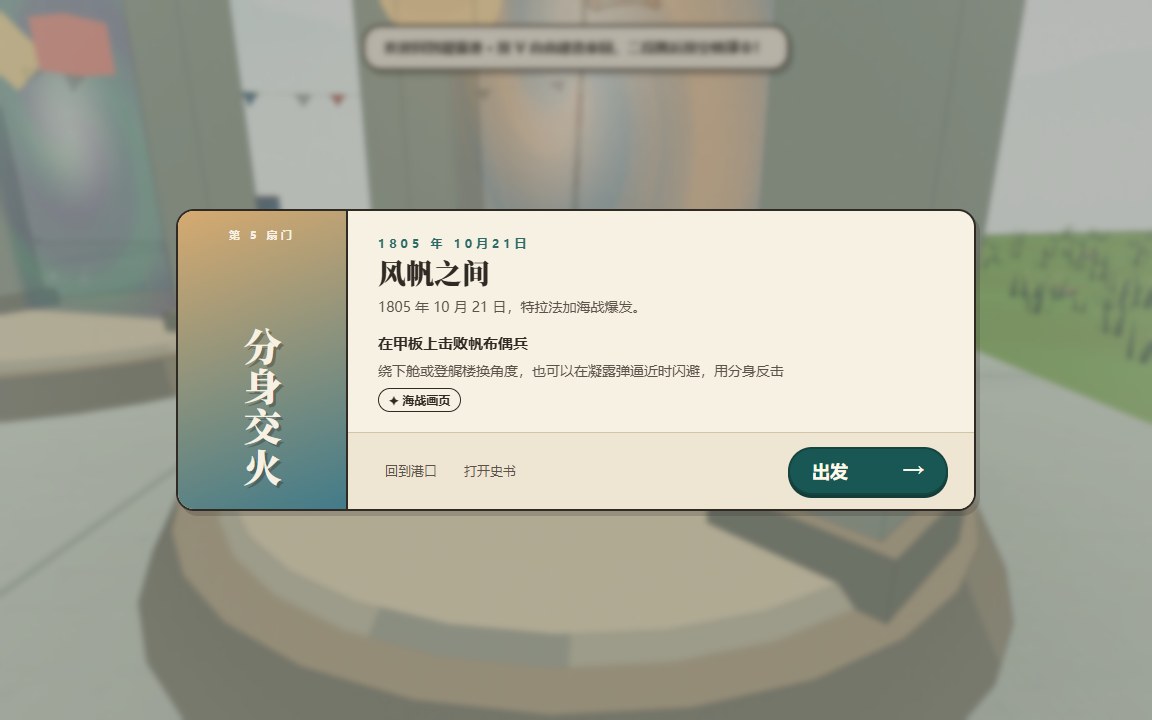 第 5 扇门
分身交火
1805 年 10月21日
风帆之间
1805 年 10 月 21 日，特拉法加海战爆发。
在甲板上击败帆布偶兵
绕下舱或登艉楼换角度，也可以在凝露弹逼近时闪避，用分身反击
✦ 海战画页
回到港口
打开史书
出发 →